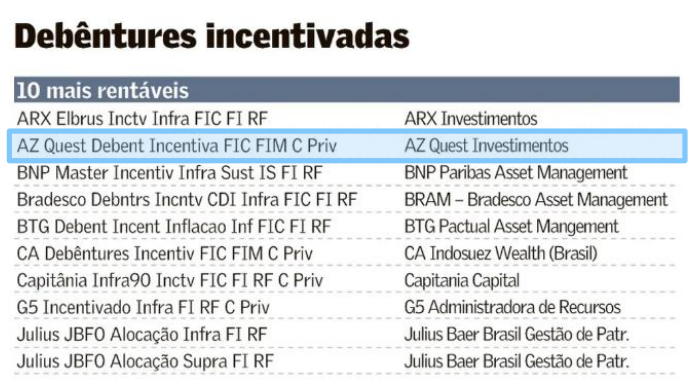 Debêntures incentivadas
10 mais rentáveis
ARX Elbrus Inctv Infra FIC FI RF ARX Investimentos
AZ Quest Debent Incentiva FIC FIM C Priv AZ Quest Investimentos
BNP Master Incentiv Infra Sust IS FI RF BNP Paribas Asset Management
Bradesco Debntrs Incntv CDI Infra FIC FI RF BRAM – Bradesco Asset Management
BTG Debent Incent Inflacao Inf FIC FI RF BTG Pactual Asset Mangement
CA Debêntures Incentiv FIC FIM C Priv CA Indosuez Wealth (Brasil)
Capitânia Infra90 Inctv FIC FI RF C Priv Capitania Capital
G5 Incentivado Infra FI RF C Priv G5 Administradora de Recursos
Julius JBFO Alocação Infra FI RF Julius Baer Brasil Gestão de Patr.
Julius JBFO Alocação Supra FI RF Julius Baer Brasil Gestão de Patr.